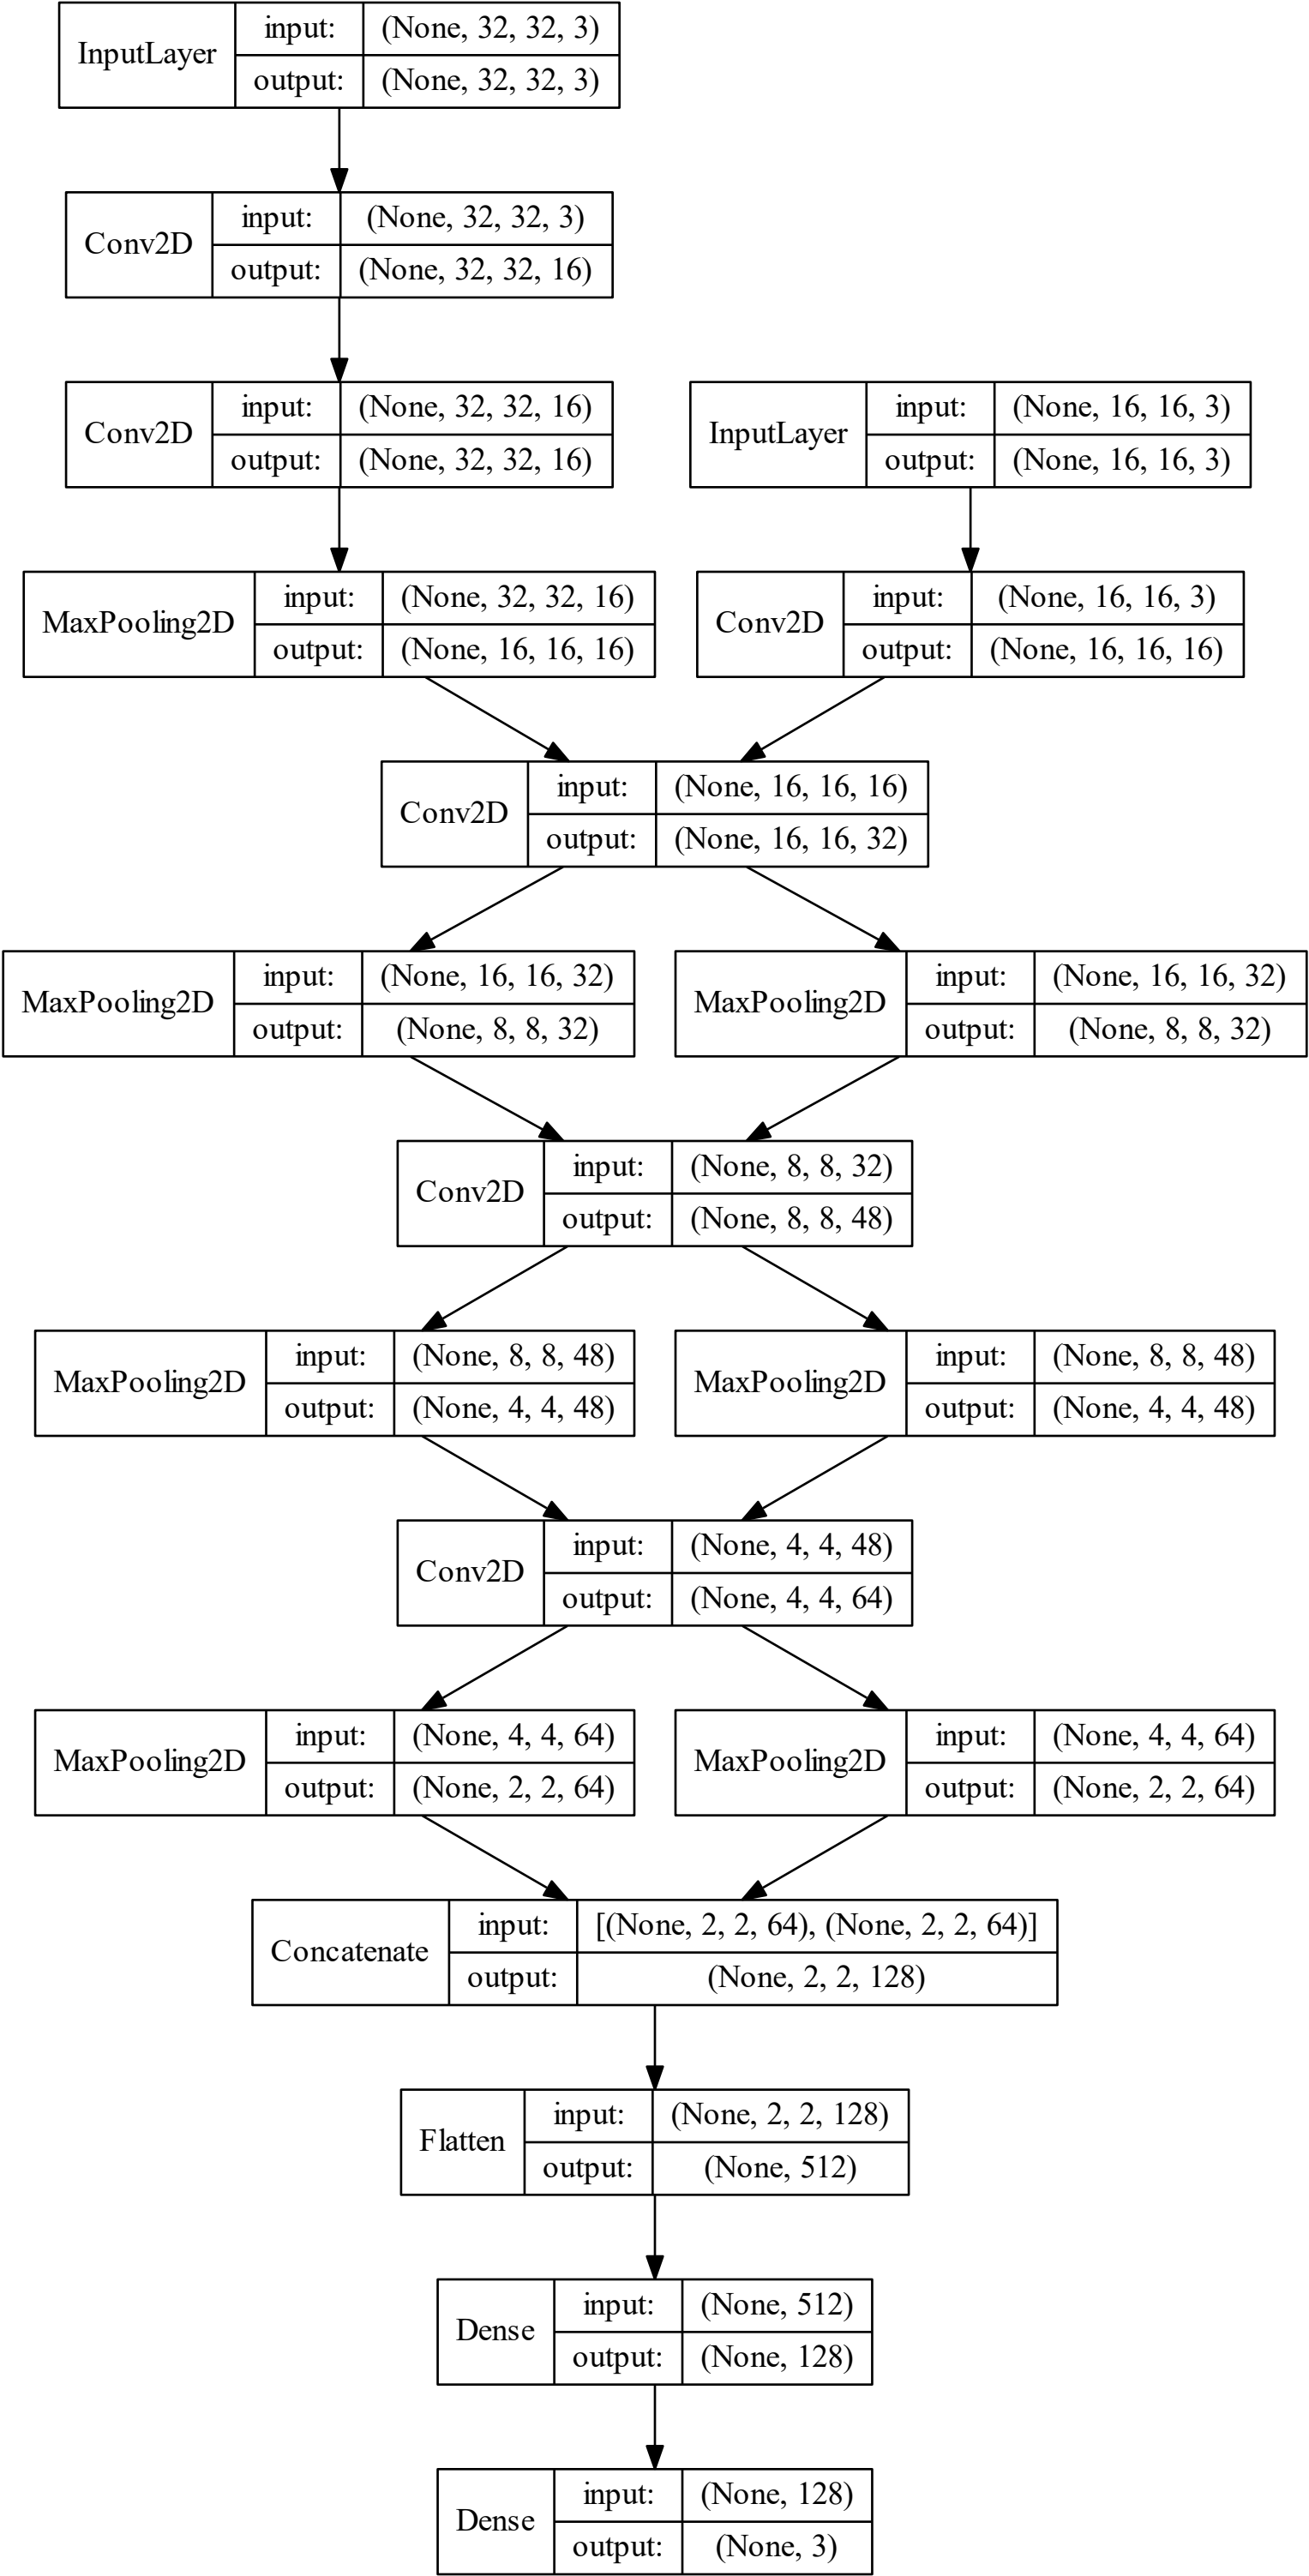 InputLayer
input: (None, 32, 32, 3)
output: (None, 32, 32, 3)
Conv2D
input: (None, 32, 32, 3)
output: (None, 32, 32, 16)
Conv2D
input: (None, 32, 32, 16)
output: (None, 32, 32, 16)
InputLayer
input: (None, 16, 16, 3)
output: (None, 16, 16, 3)
MaxPooling2D
input: (None, 32, 32, 16)
output: (None, 16, 16, 16)
Conv2D
input: (None, 16, 16, 3)
output: (None, 16, 16, 16)
Conv2D
input: (None, 16, 16, 16)
output: (None, 16, 16, 32)
MaxPooling2D
input: (None, 16, 16, 32)
output: (None, 8, 8, 32)
MaxPooling2D
input: (None, 16, 16, 32)
output: (None, 8, 8, 32)
Conv2D
input: (None, 8, 8, 32)
output: (None, 8, 8, 48)
MaxPooling2D
input: (None, 8, 8, 48)
output: (None, 4, 4, 48)
MaxPooling2D
input: (None, 8, 8, 48)
output: (None, 4, 4, 48)
Conv2D
input: (None, 4, 4, 48)
output: (None, 4, 4, 64)
MaxPooling2D
input: (None, 4, 4, 64)
output: (None, 2, 2, 64)
MaxPooling2D
input: (None, 4, 4, 64)
output: (None, 2, 2, 64)
Concatenate
input: [(None, 2, 2, 64), (None, 2, 2, 64)]
output: (None, 2, 2, 128)
Flatten
input: (None, 2, 2, 128)
output: (None, 512)
Dense
input: (None, 512)
output: (None, 128)
Dense
input: (None, 128)
output: (None, 3)